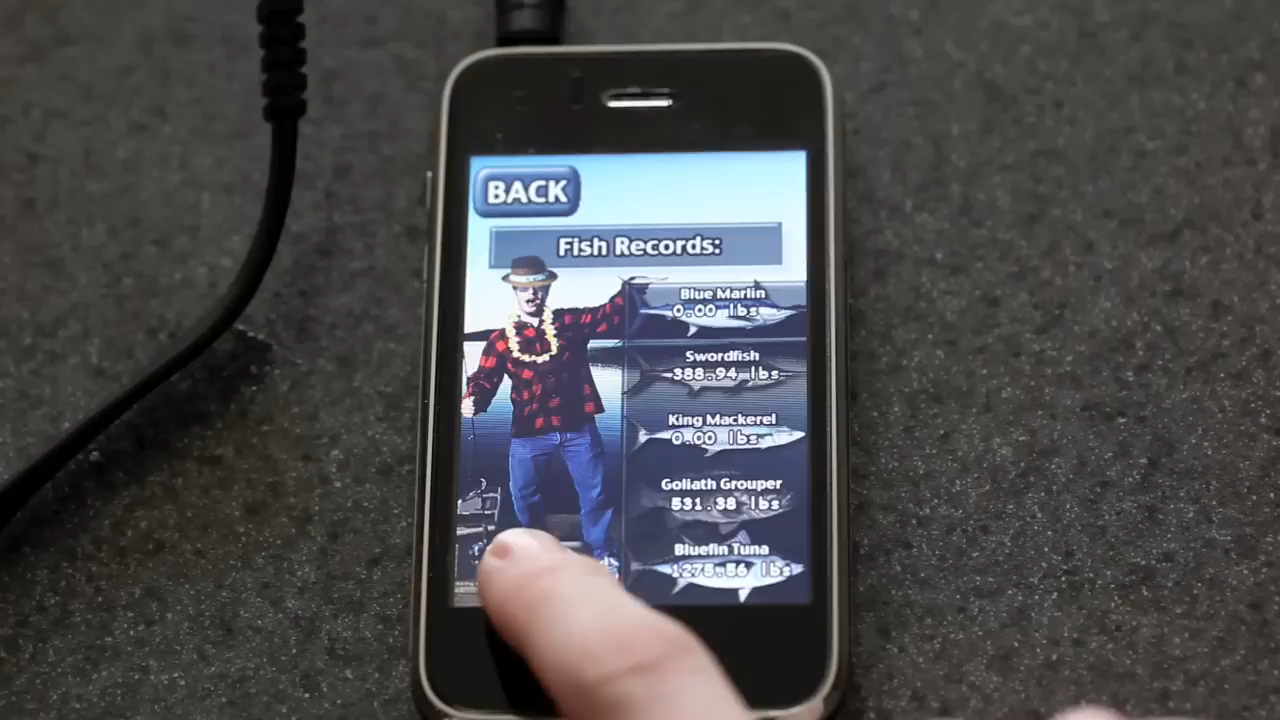 BACK
Fish Records:
Blue Marlin
0.00 lbs
Swordfish
388.94 lbs
King Mackerel
0.00 lbs
Goliath Grouper
531.38 lbs
Bluefin Tuna
1275.56 lbs